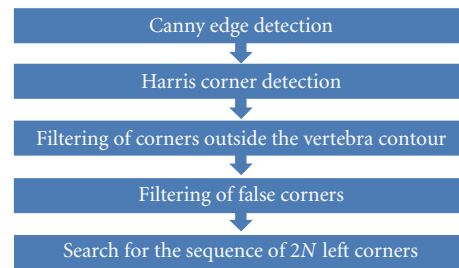 Canny edge detection
Harris corner detection
Filtering of corners outside the vertebra contour
Filtering of false corners
Search for the sequence of 2N left corners